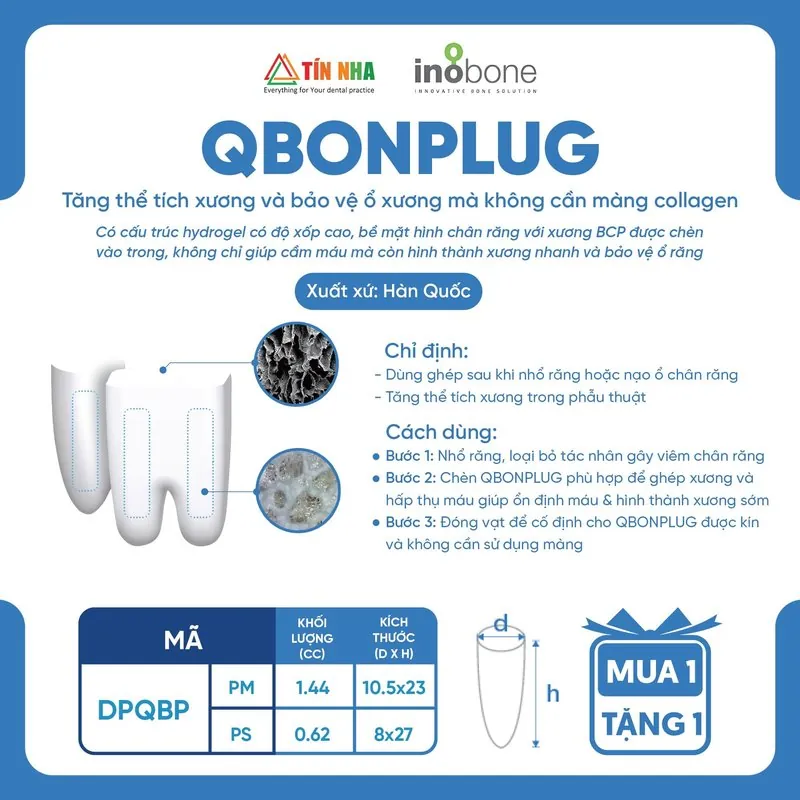 TÍN NHA
Everything for Your dental practice
inobone
INNOVATIVE BONE SOLUTION
QBONPLUG
Tăng thể tích xương và bảo vệ ổ xương mà không cần màng collagen
Có cấu trúc hydrogel có độ xốp cao, bề mặt hình chân răng với xương BCP được chèn
vào trong, không chỉ giúp cầm máu mà còn hình thành xương nhanh và bảo vệ ổ răng
Xuất xứ: Hàn Quốc
Chỉ định:
- Dùng ghép sau khi nhổ răng hoặc nạo ổ chân răng
- Tăng thể tích xương trong phẫu thuật
Cách dùng:
• Bước 1: Nhổ răng, loại bỏ tác nhân gây viêm chân răng
• Bước 2: Chèn QBONPLUG phù hợp để ghép xương và
hấp thụ máu giúp ổn định máu & hình thành xương sớm
• Bước 3: Đóng vạt để cố định cho QBONPLUG được kín
và không cần sử dụng màng
MÃ
KHỐI
LƯỢNG
(CC)
KÍCH
THƯỚC
(D X H)
DPQBP
PM
1.44
10.5x23
PS
0.62
8x27
d
h
MUA 1
TẶNG 1